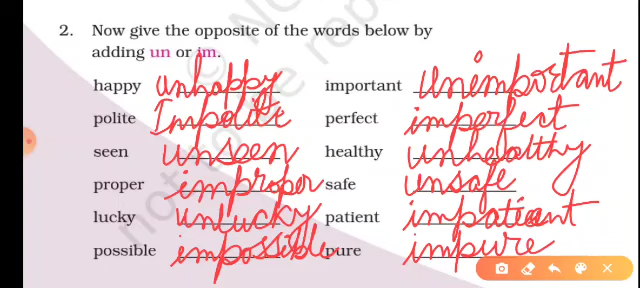 2. Now give the opposite of the words below by
adding un or im.
happy unhappy important unimportant
polite Impolite perfect imperfect
seen unseen healthy unhealthy
proper improper safe unsafe
lucky unlucky patient impatient
possible impossible pure impure